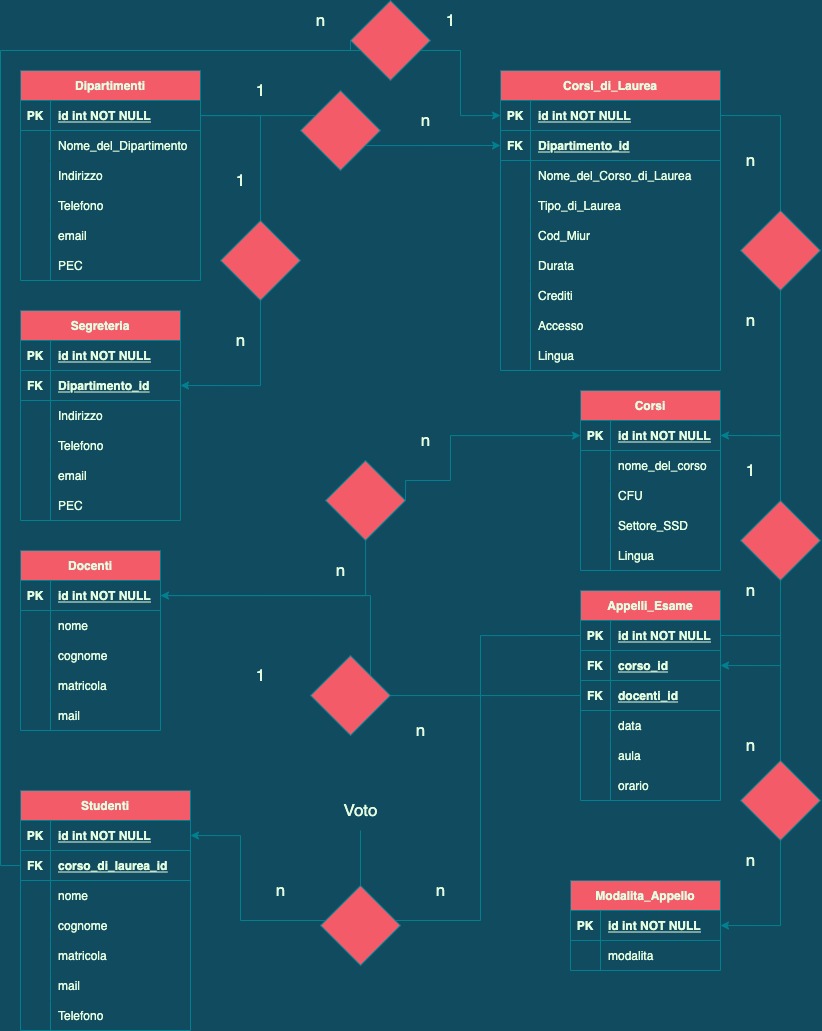 n 1
Dipartimenti
PK id int NOT NULL
Nome_del_Dipartimento
Indirizzo
Telefono
email
PEC
1
n
1
n
Corsi_di_Laurea
PK id int NOT NULL
FK Dipartimento_id
Nome_del_Corso_di_Laurea
Tipo_di_Laurea
Cod_Miur
Durata
Crediti
Accesso
Lingua
n
n
Segreteria
PK id int NOT NULL
FK Dipartimento_id
Indirizzo
Telefono
email
PEC
Corsi
PK id int NOT NULL
nome_del_corso
CFU
Settore_SSD
Lingua
n
n
1
n
Docenti
PK id int NOT NULL
nome
cognome
matricola
mail
1
n
Appelli_Esame
PK id int NOT NULL
FK corso_id
FK docenti_id
data
aula
orario
n
n
Studenti
PK id int NOT NULL
FK corso_di_laurea_id
nome
cognome
matricola
mail
Telefono
Voto
n n
Modalita_Appello
PK id int NOT NULL
modalita